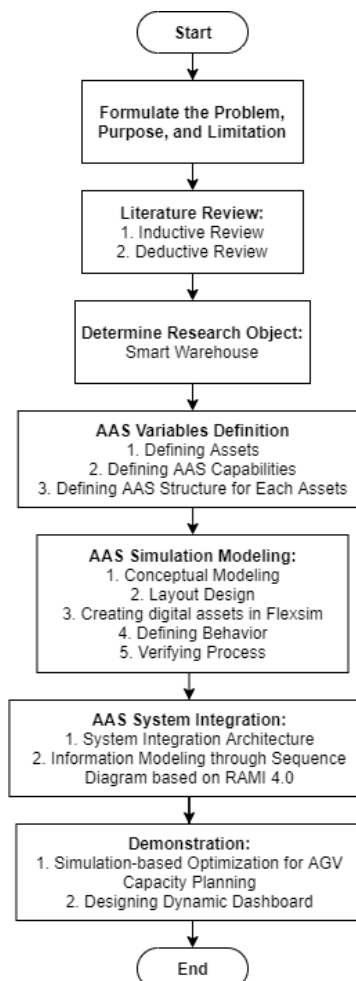 Start
Formulate the Problem,
Purpose, and Limitation
Literature Review:
1. Inductive Review
2. Deductive Review
Determine Research Object:
Smart Warehouse
AAS Variables Definition
1. Defining Assets
2. Defining AAS Capabilities
3. Defining AAS Structure for Each Assets
AAS Simulation Modeling:
1. Conceptual Modeling
2. Layout Design
3. Creating digital assets in Flexsim
4. Defining Behavior
5. Verifying Process
AAS System Integration:
1. System Integration Architecture
2. Information Modeling through Sequence
Diagram based on RAMI 4.0
Demonstration:
1. Simulation-based Optimization for AGV
Capacity Planning
2. Designing Dynamic Dashboard
End